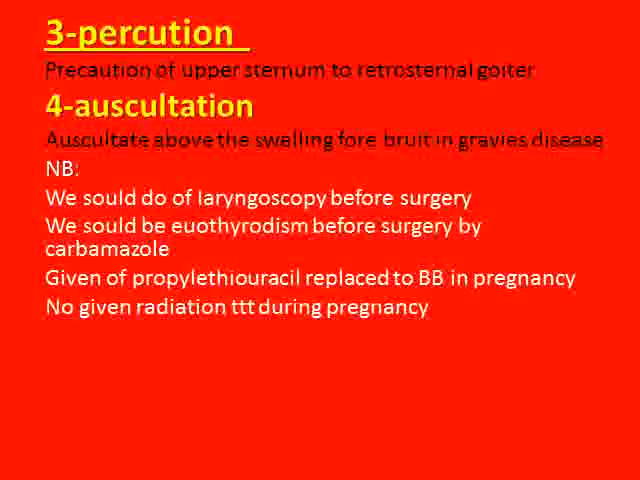 3-percution
Precaution of upper sternum to retrosternal goiter
4-auscultation
Auscultate above the swelling fore bruit in gravies disease
NB:
We sould do of laryngoscopy before surgery
We sould be euothyrodism before surgery by
carbamazole
Given of propylethiouracil replaced to BB in pregnancy
No given radiation ttt during pregnancy